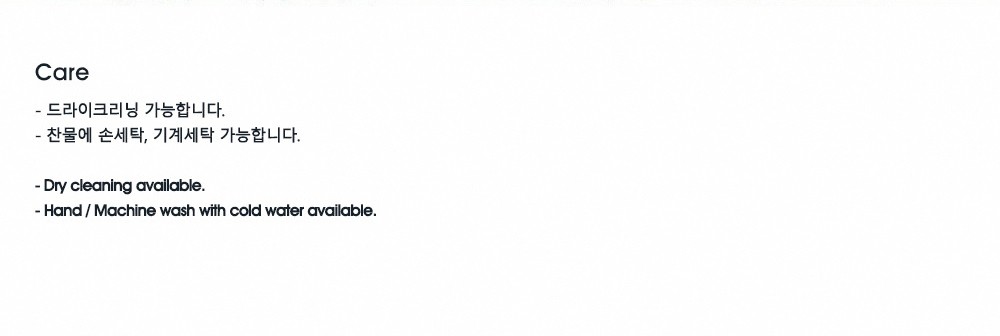 Care
- 드라이크리닝 가능합니다.
- 찬물에 손세탁, 기계세탁 가능합니다.
- Dry cleaning available.
- Hand / Machine wash with cold water available.